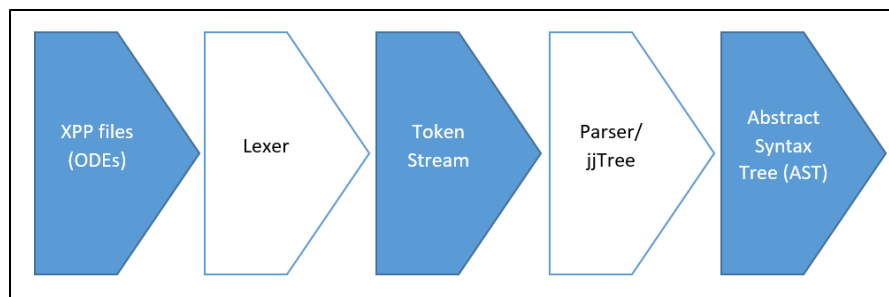 XPP files
(ODEs)
Lexer
Token
Stream
Parser/
jjTree
Abstract
Syntax
Tree (AST)